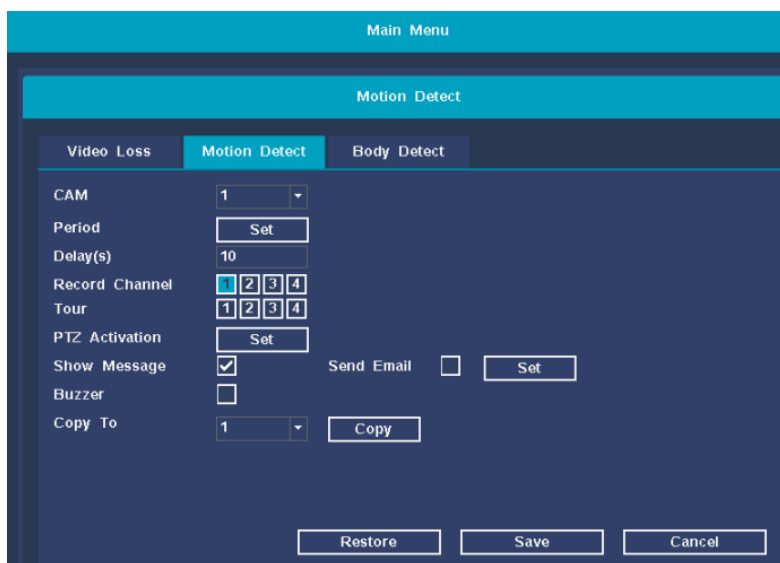 Main Menu
Motion Detect
Video Loss Motion Detect Body Detect
CAM 1
Period Set
Delay(s) 10
Record Channel 1 2 3 4
Tour 1 2 3 4
PTZ Activation Set
Show Message Send Email Set
Buzzer
Copy To 1 Copy
Restore Save Cancel